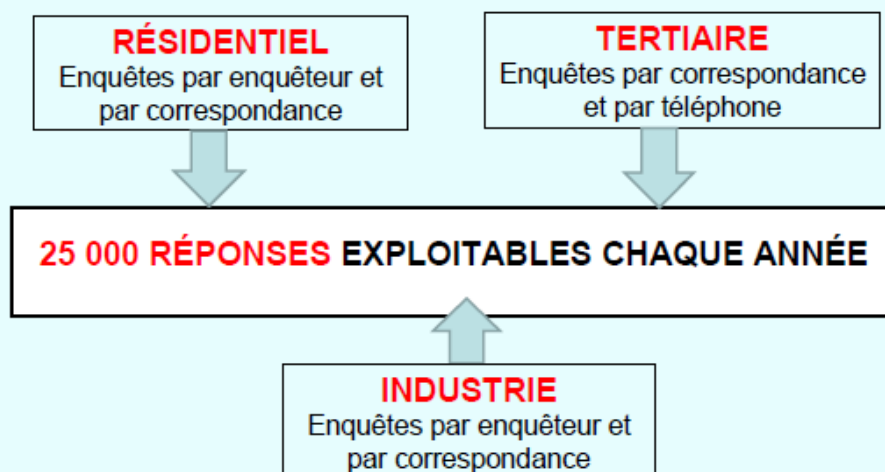 RÉSIDENTIEL
Enquêtes par enquêteur et
par correspondance
TERTIAIRE
Enquêtes par correspondance
et par téléphone
25 000 RÉPONSES EXPLOITABLES CHAQUE ANNÉE
INDUSTRIE
Enquêtes par enquêteur et
par correspondance